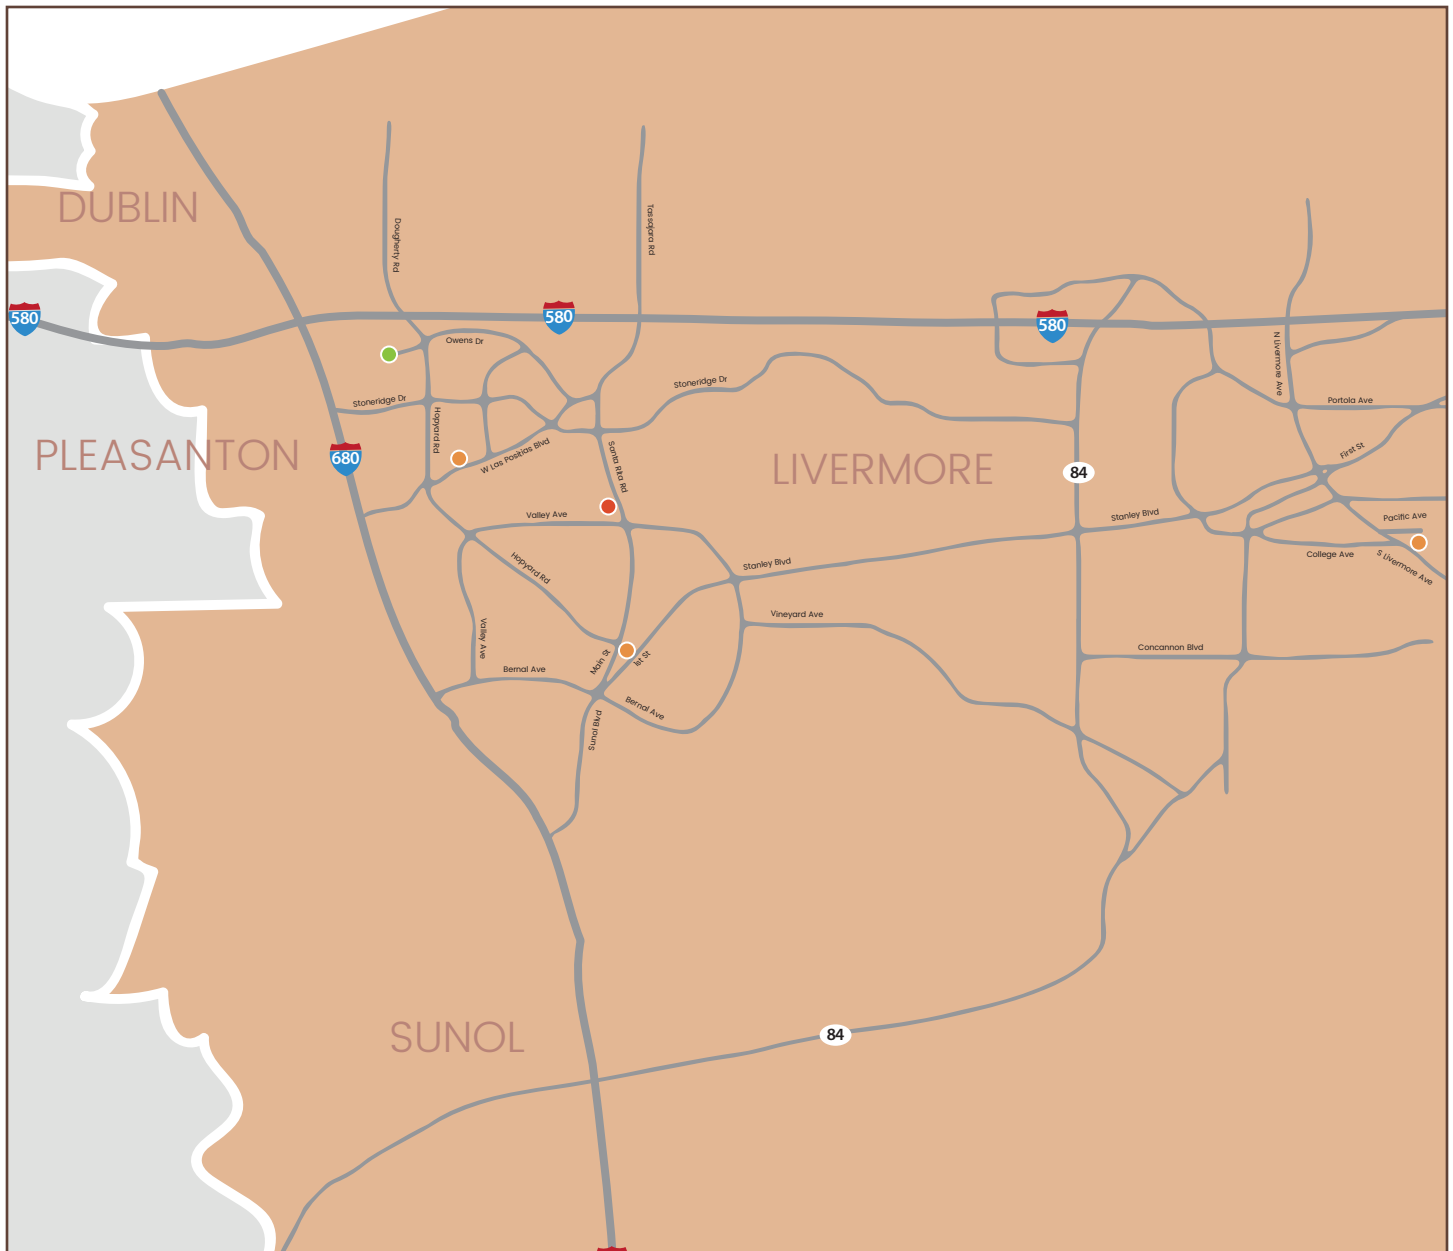 DUBLIN
Dougherty Rd
Tassajara Rd
580
580
580
Owens Dr
N Livermore Ave
Stoneridge Dr
Stoneridge Dr
Portola Ave
Hopyard Rd
PLEASANTON
680
W Las Positas Blvd
Santa Rita Rd
LIVERMORE
84
First St
Valley Ave
Stanley Blvd
Pacific Ave
College Ave
S Livermore Ave
Hopyard Rd
Stanley Blvd
Vineyard Ave
Valley Ave
Concannon Blvd
Main St
1st St
Bernal Ave
Bernal Ave
Sunol Blvd
SUNOL
84